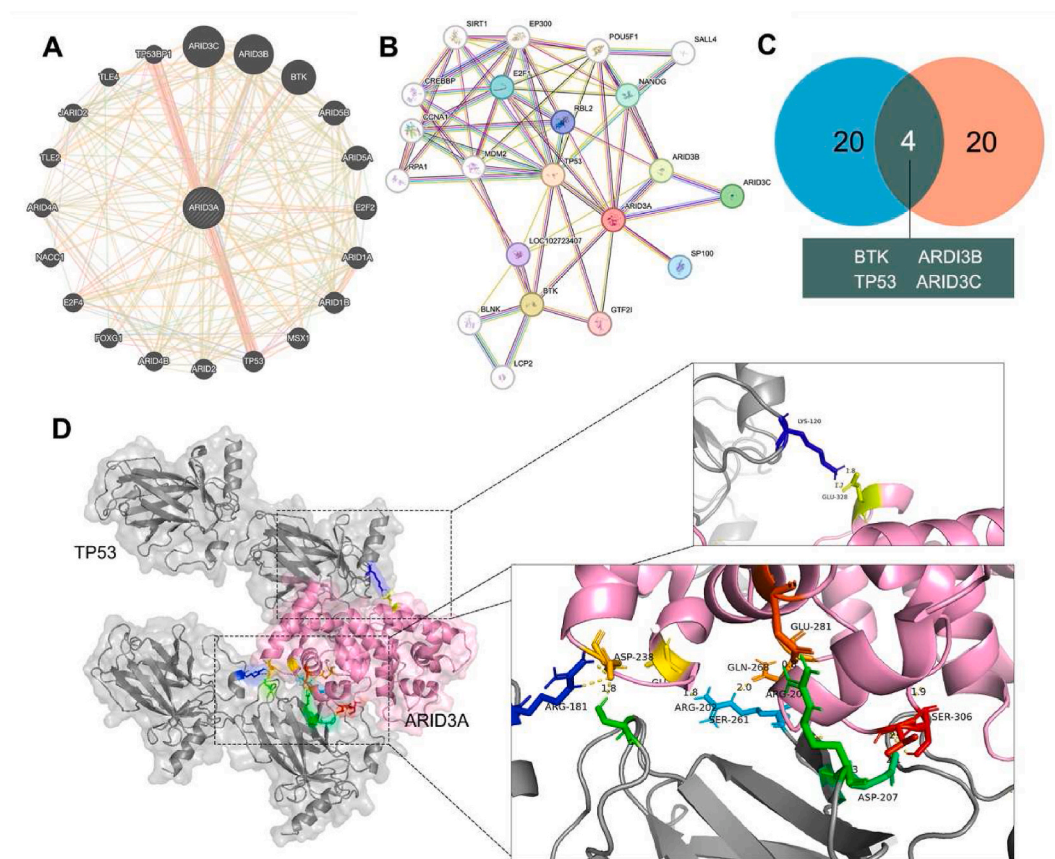 A
ARID3C
ARID3B
BTK
ARID5B
ARID5A
E2F2
ARID1A
ARID1B
MSX1
TP53
ARID2
ARID4B
FOXG1
E2F4
NACC1
ARID4A
TLE2
JARID2
TLE4
TP53BP1
ARID3A
B
SIRT1
EP300
POU5F1
SALL4
CREBBP
E2F1
NANOG
CCNA1
RBL2
RPA1
MDM2
TP53
ARID3B
ARID3C
ARID3A
LOC102723407
SP100
BTK
BLNK
GTF2I
LCP2
C
20
4
20
BTK ARDI3B
TP53 ARID3C
D
TP53
ARID3A
LYS-120
1.8
GLU-328
GLU-281
ASP-238
GLN-268
1.8
1.8
2.0
1.9
ARG-181
ARG-202
SER-261
SER-306
ASP-207